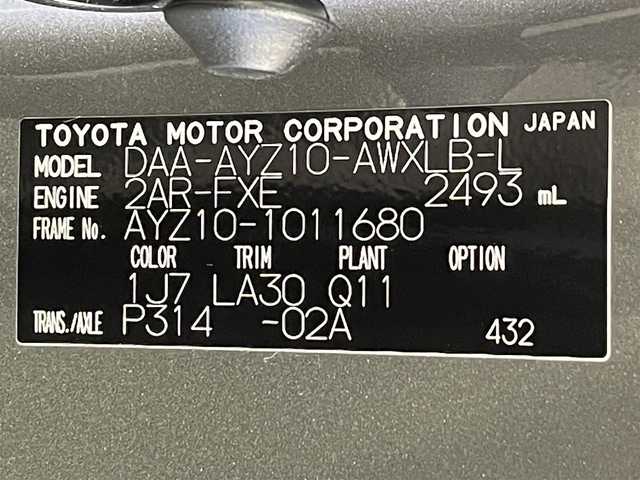 TOYOTA MOTOR CORPORATION JAPAN
MODEL DAA-AYZ10-AWXLB-L
ENGINE 2AR-FXE 2493 mL
FRAME No. AYZ10-1011680
COLOR TRIM PLANT OPTION
1J7 LA30 Q11
TRANS./AXLE P314 -02A 432